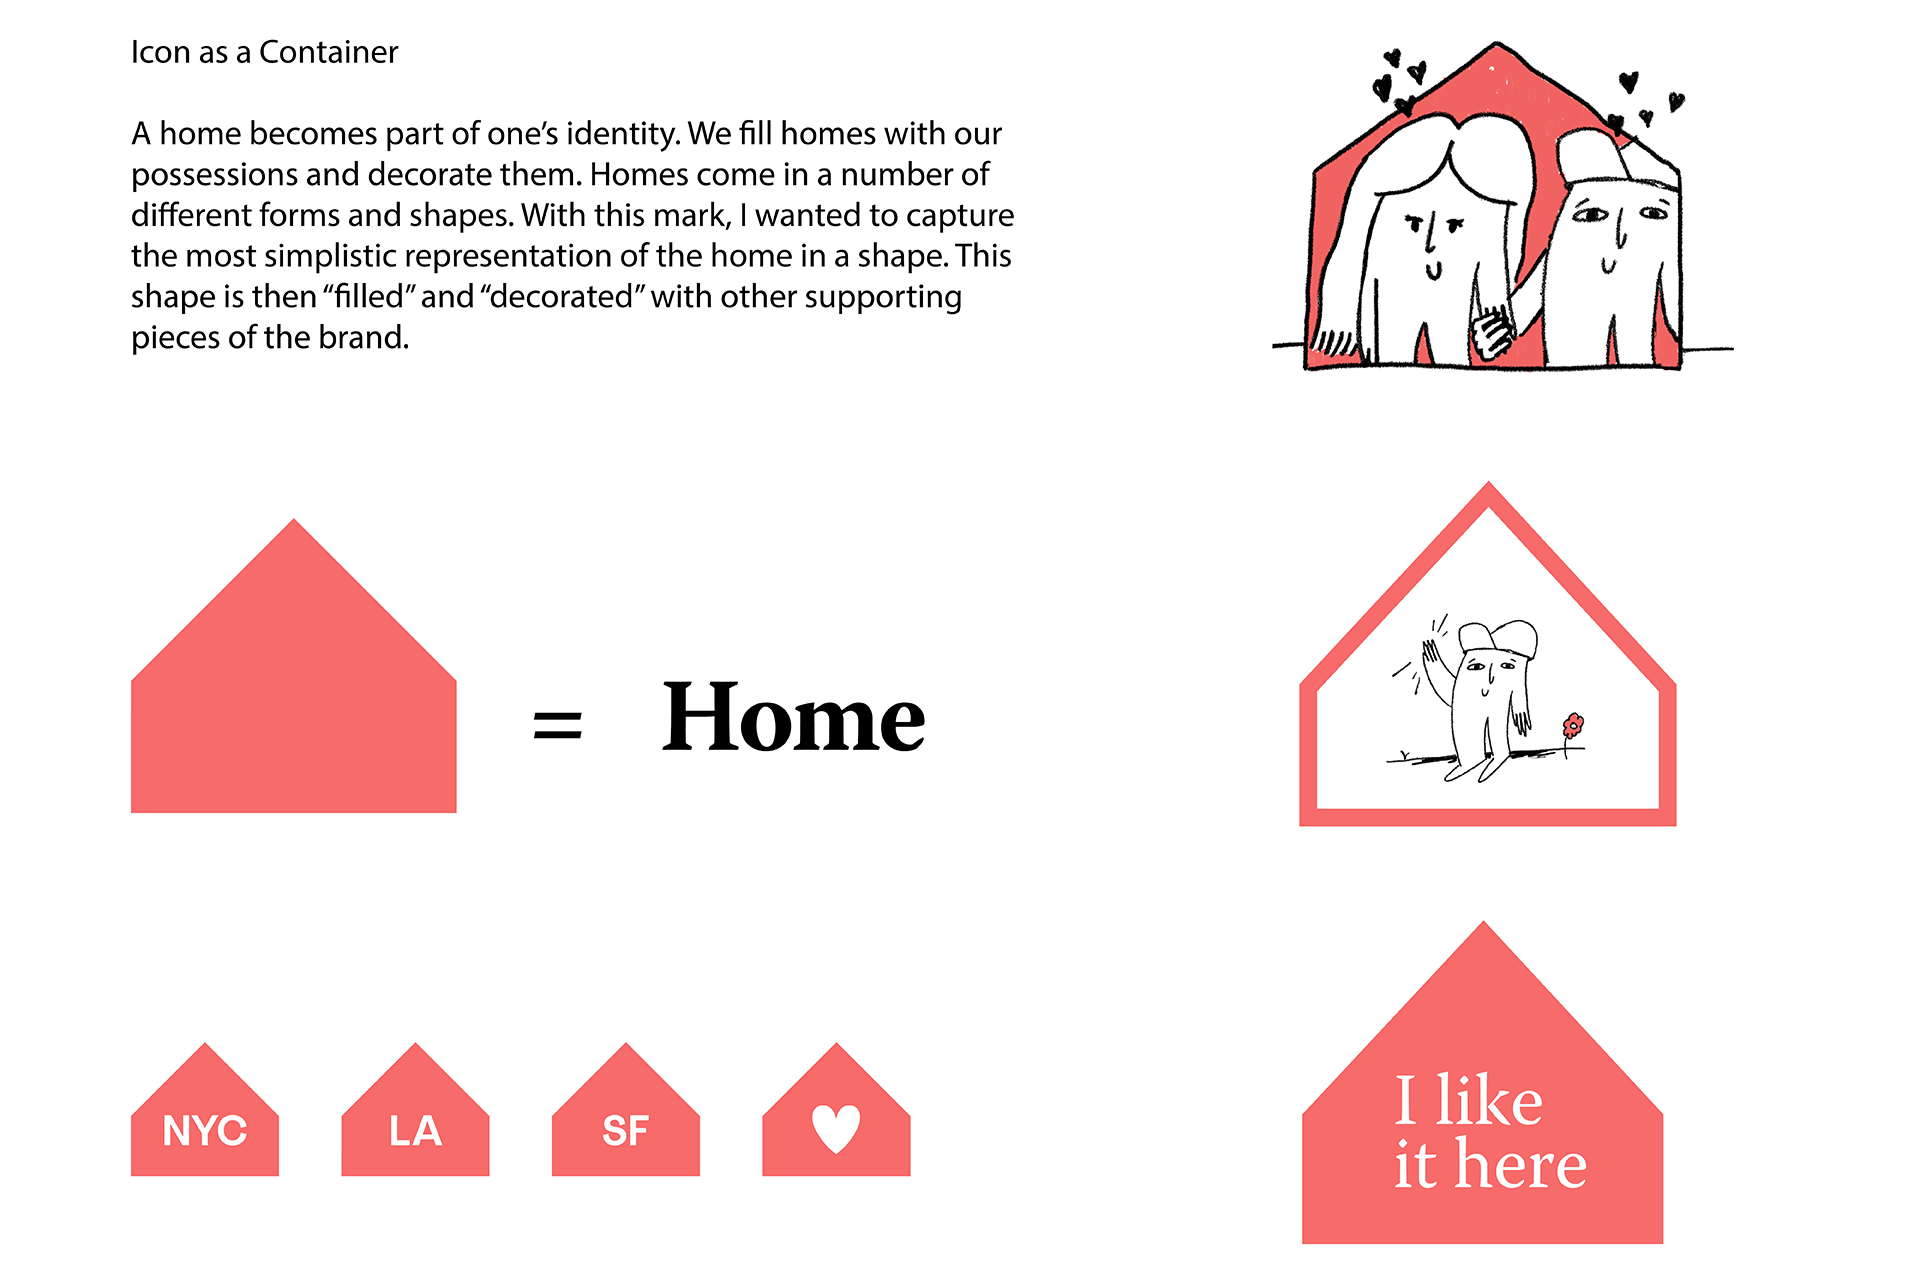 Icon as a Container
A home becomes part of one’s identity. We fill homes with our
possessions and decorate them. Homes come in a number of
different forms and shapes. With this mark, I wanted to capture
the most simplistic representation of the home in a shape. This
shape is then “filled” and “decorated” with other supporting
pieces of the brand.
= Home
NYC
LA
SF
I like
it here